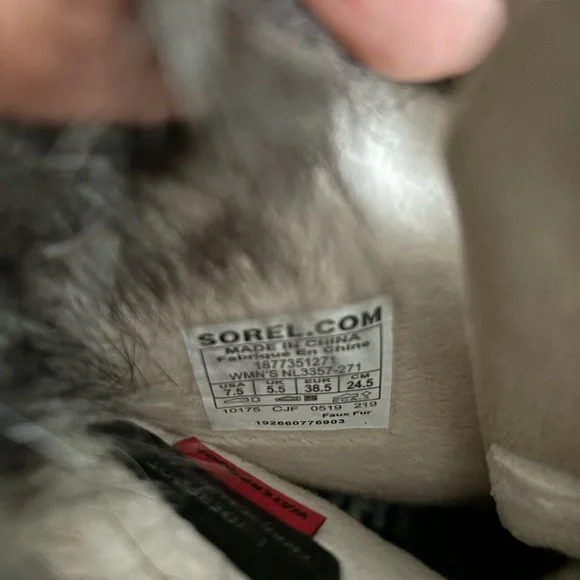 SOREL.COM
MADE IN CHINA
Fabriqué En Chine
1877351271
WMN'S NL3357-271
USA UK EUR CM
7.5 5.5 38.5 24.5
10175 CJF 0519 219
Faux Fur
192660776903
WATERPROOF